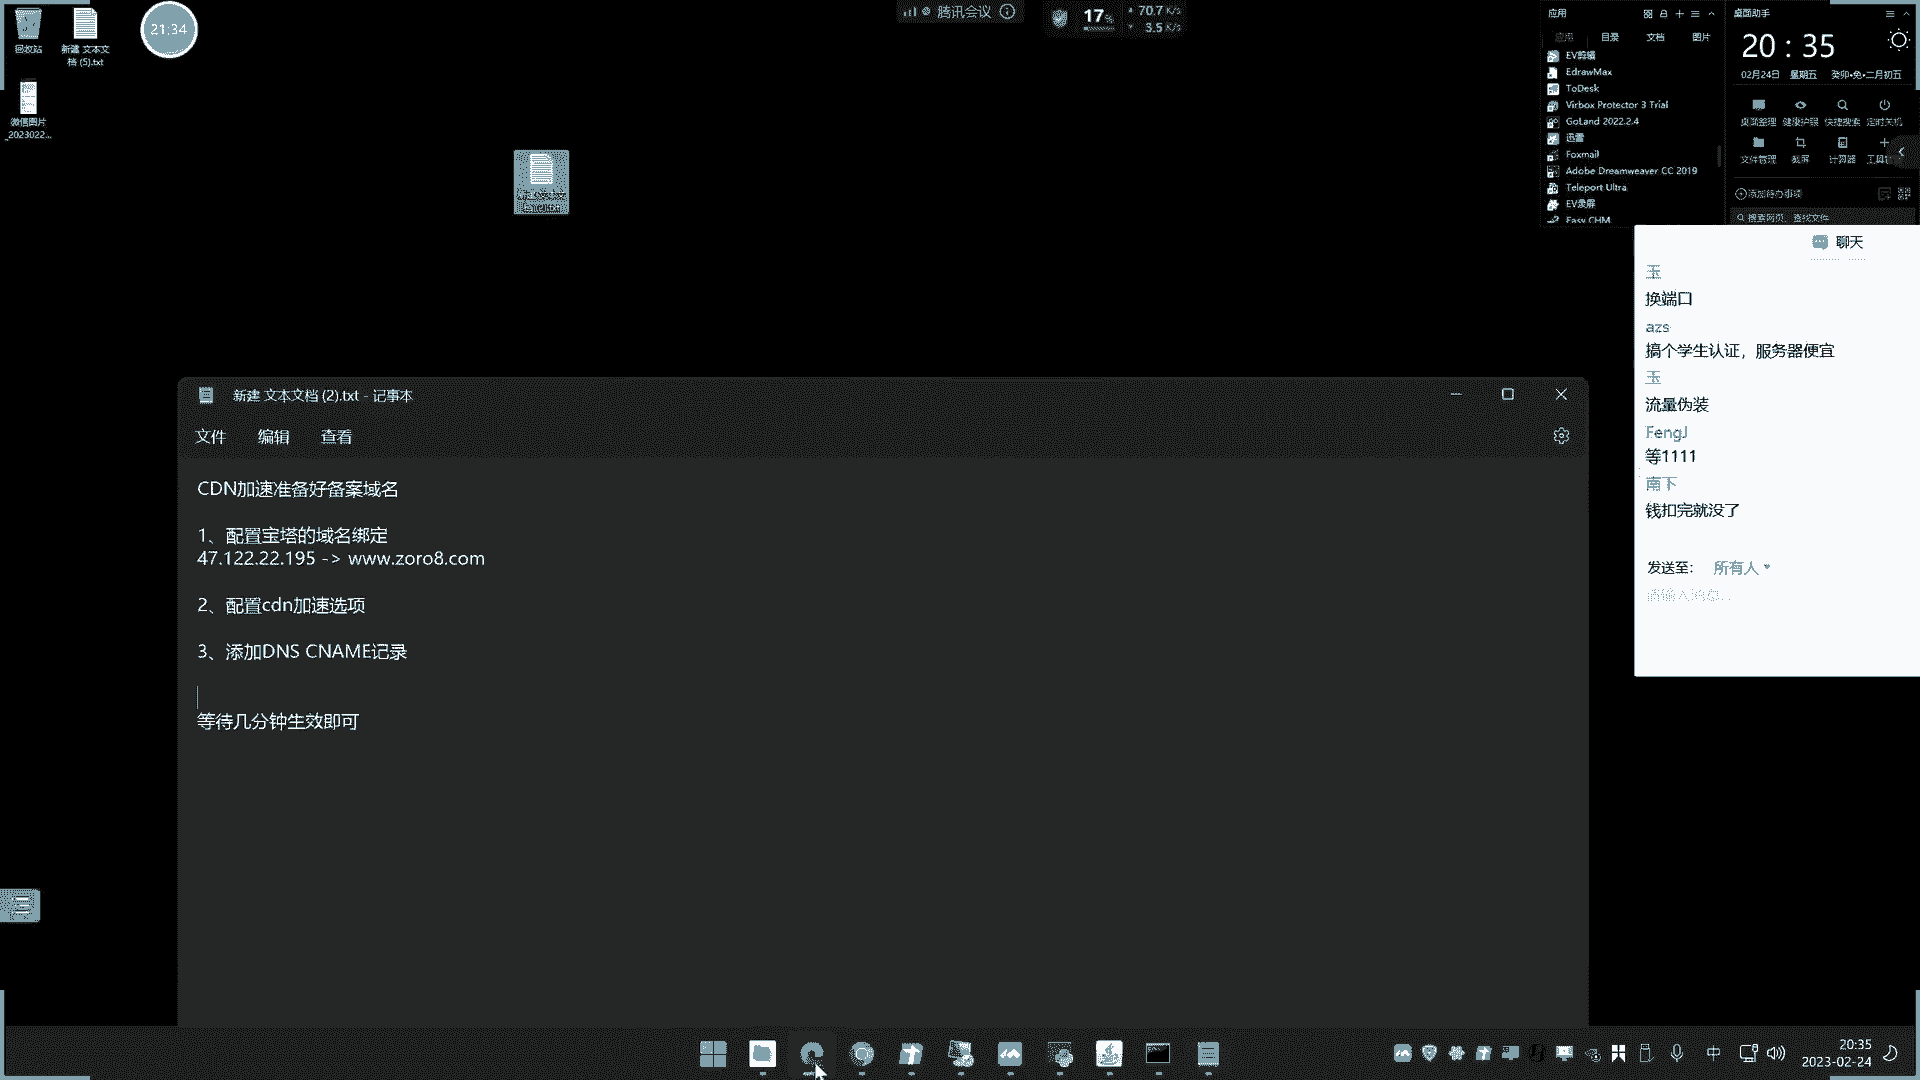 回收站
新建 文本文
档 (5).txt
21:34
微信图片
_2023022...
腾讯会议
17%
70.7 K/s
3.5 K/s
应用
目录
文档
图片
EV剪辑
EdrawMax
ToDesk
Virbox Protector 3 Trial
GoLand 2022.2.4
迅雷
Foxmail
Adobe Dreamweaver CC 2019
Teleport Ultra
EV录屏
Easy CHM
桌面助手
20 : 35
02月24日 星期五 癸卯•兔•二月初五
桌面整理 健康护眼 快捷搜索 定时关机
文件管理 截屏 计算器
添加待办事项
搜索网页、查找文件
聊天
玉
换端口
azs
搞个学生认证，服务器便宜
玉
流量伪装
FengJ
等1111
南下
钱扣完就没了
发送至： 所有人
请输入消息...
新建 文本文档 (2).txt - 记事本
文件 编辑 查看
CDN加速准备好备案域名
1、配置宝塔的域名绑定
47.122.22.195 -> www.zoro8.com
2、配置cdn加速选项
3、添加DNS CNAME记录
等待几分钟生效即可
中
20:35
2023-02-24